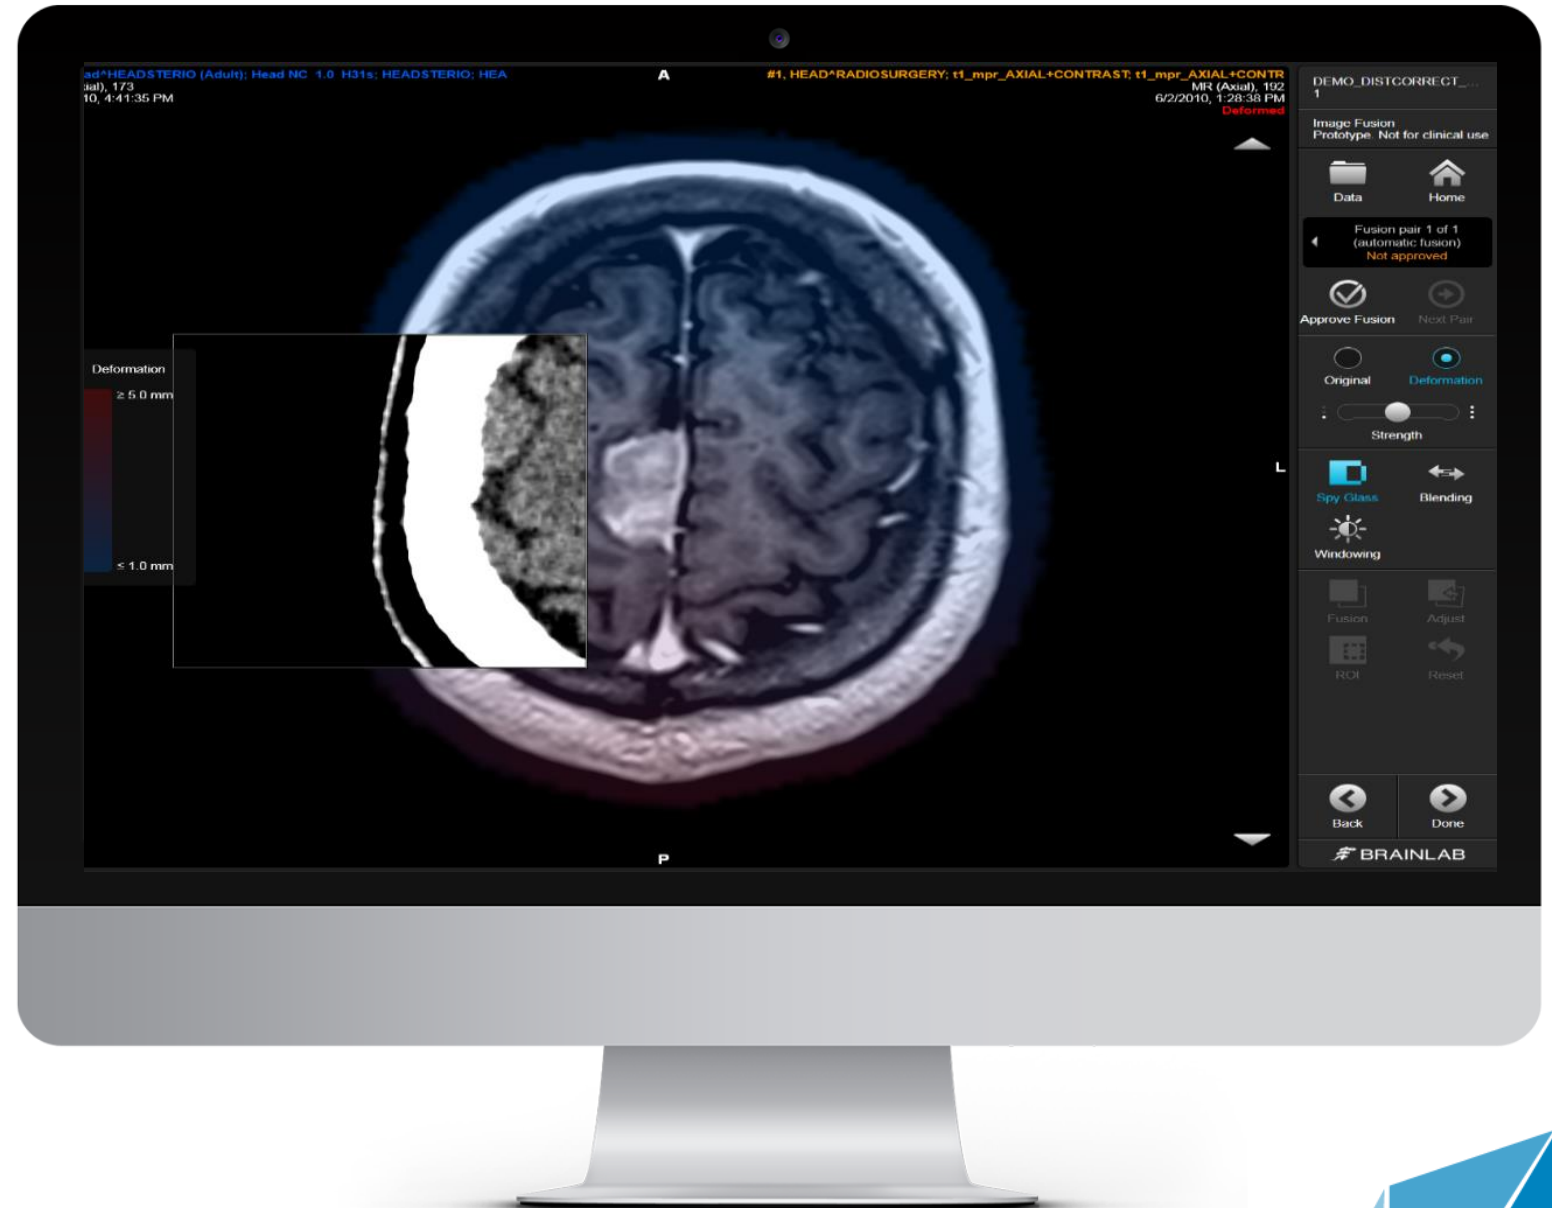 ad^HEADSTERIO (Adult); Head NC 1.0 H31s; HEADSTERIO; HEA
ial), 173
10, 4:41:35 PM
A
#1, HEAD^RADIOSURGERY; t1_mpr_AXIAL+CONTRAST; t1_mpr_AXIAL+CONTR
MR (Axial), 192
6/2/2010, 1:28:38 PM
Deformed
L
P
Deformation
≥ 5.0 mm
≤ 1.0 mm
DEMO_DISTCORRECT_...
1
Image Fusion
Prototype. Not for clinical use
Data Home
Fusion pair 1 of 1
(automatic fusion)
Not approved
Approve Fusion Next Pair
Original Deformation
Strength
Spy Glass Blending
Windowing
Fusion Adjust
ROI Reset
Back Done
BRAINLAB